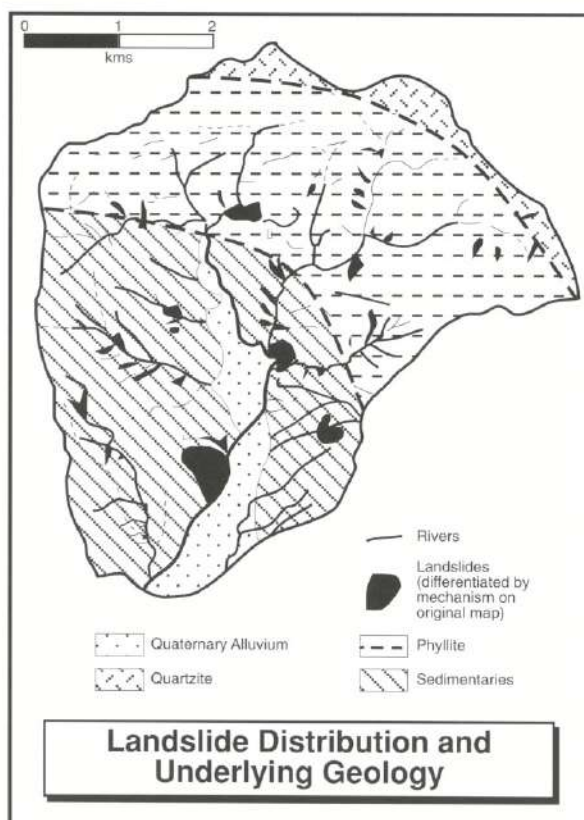 0 1 2
kms
Rivers
Landslides
(differentiated by
mechanism on
original map)
Quaternary Alluvium
Phyllite
Quartzite
Sedimentaries
Landslide Distribution and
Underlying Geology